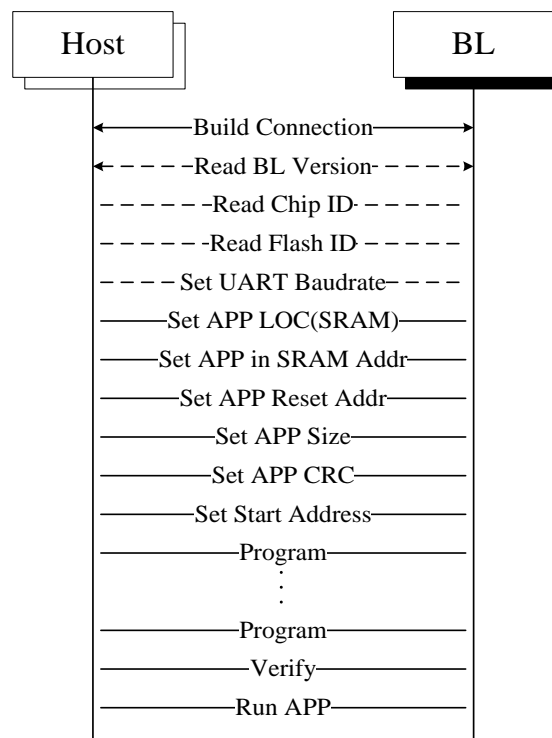 Host
BL
Build Connection
Read BL Version
Read Chip ID
Read Flash ID
Set UART Baudrate
Set APP LOC(SRAM)
Set APP in SRAM Addr
Set APP Reset Addr
Set APP Size
Set APP CRC
Set Start Address
Program
Program
Verify
Run APP